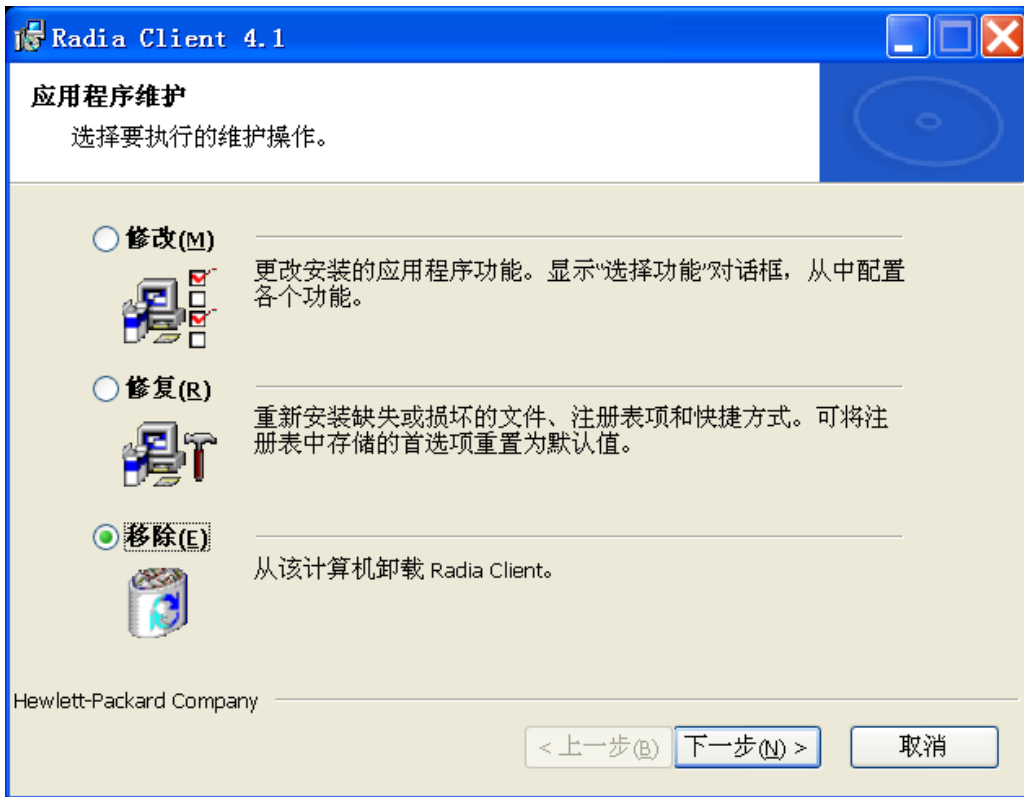 Radia Client 4.1
应用程序维护
选择要执行的维护操作。
修改(M)
更改安装的应用程序功能。显示“选择功能”对话框，从中配置
各个功能。
修复(R)
重新安装缺失或损坏的文件、注册表项和快捷方式。可将注
册表中存储的首选项重置为默认值。
移除(E)
从该计算机卸载 Radia Client。
Hewlett-Packard Company
< 上一步(B)
下一步(N) >
取消